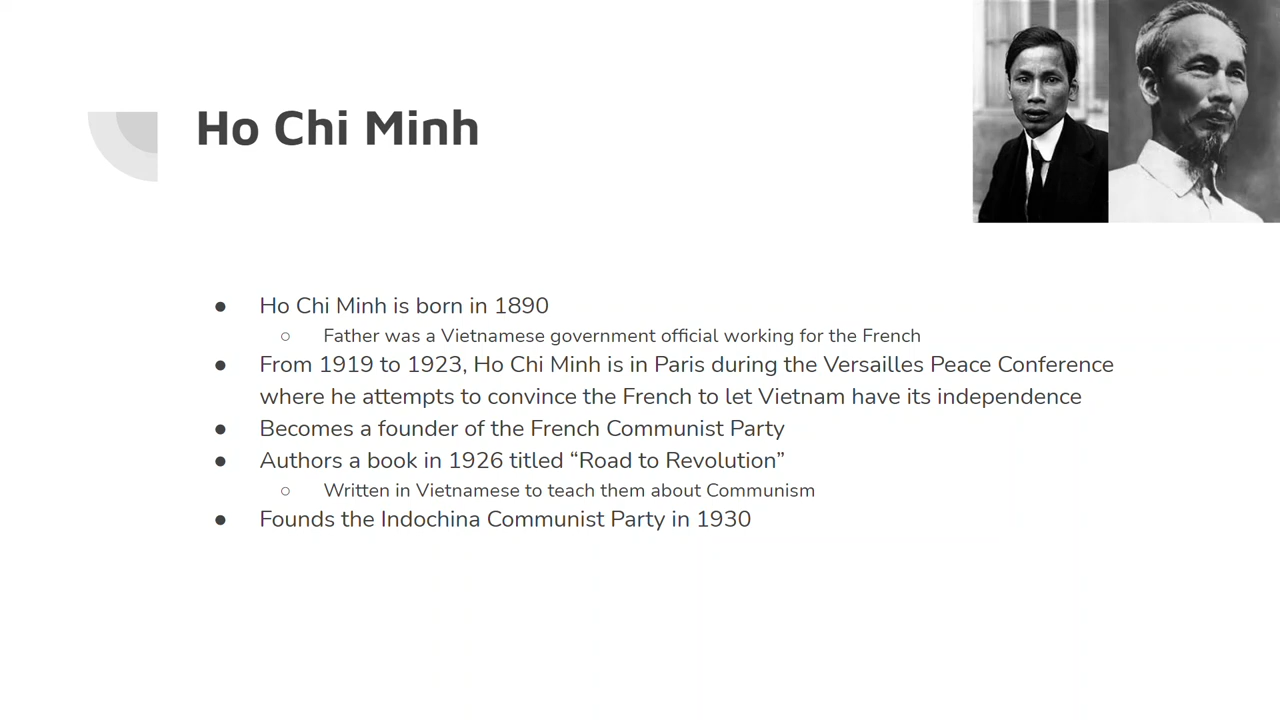 Ho Chi Minh
● Ho Chi Minh is born in 1890
○ Father was a Vietnamese government official working for the French
● From 1919 to 1923, Ho Chi Minh is in Paris during the Versailles Peace Conference
where he attempts to convince the French to let Vietnam have its independence
● Becomes a founder of the French Communist Party
● Authors a book in 1926 titled “Road to Revolution”
○ Written in Vietnamese to teach them about Communism
● Founds the Indochina Communist Party in 1930